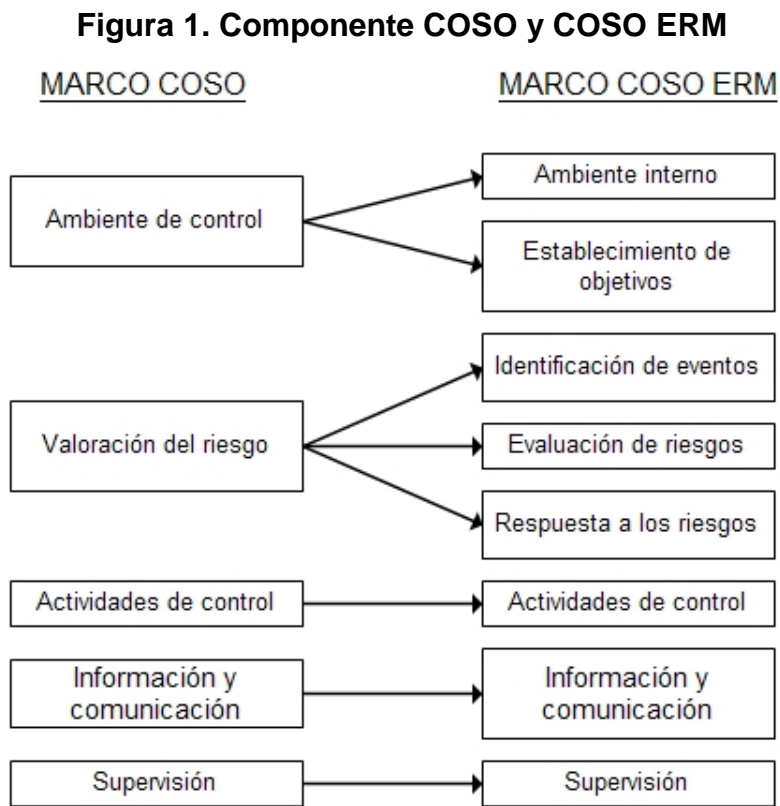 Figura 1. Componente COSO y COSO ERM
MARCO COSO
MARCO COSO ERM
Ambiente de control
Ambiente interno
Establecimiento de
objetivos
Valoración del riesgo
Identificación de eventos
Evaluación de riesgos
Respuesta a los riesgos
Actividades de control
Actividades de control
Información y
comunicación
Información y
comunicación
Supervisión
Supervisión